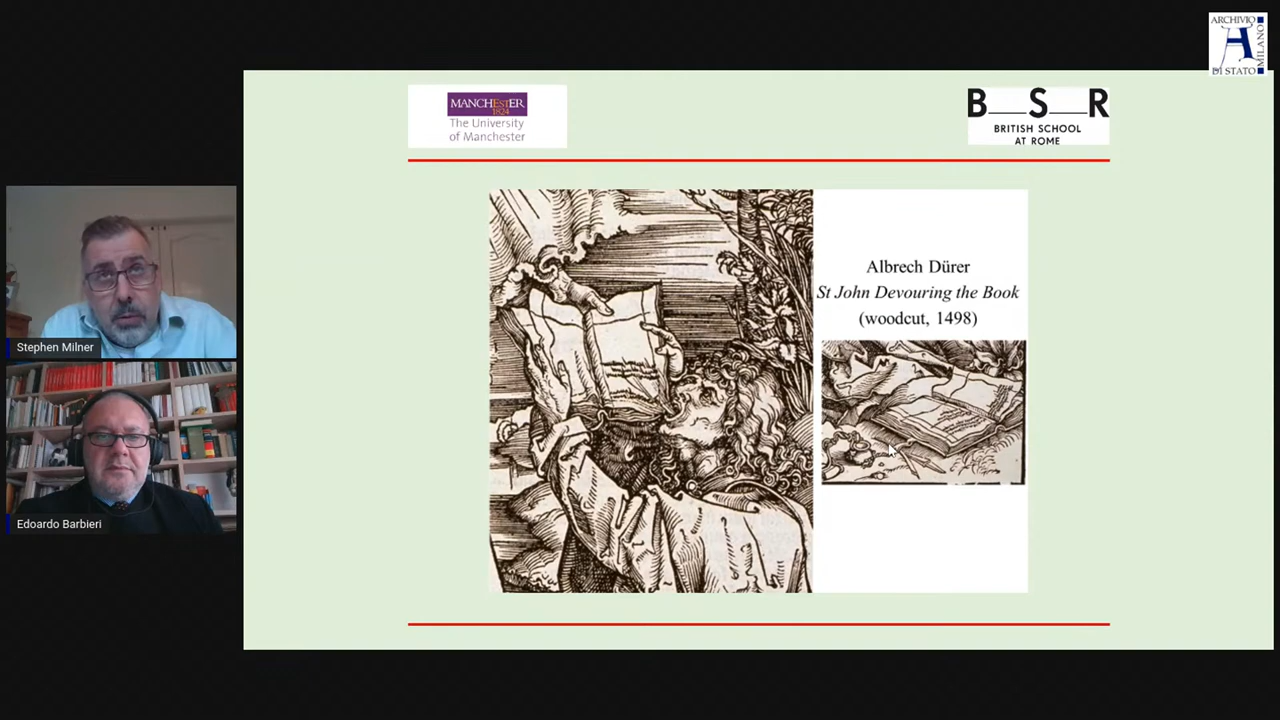 ARCHIVIO
DI STATO
MILANO
MANCHESTER
1824
The University
of Manchester
B S R
BRITISH SCHOOL
AT ROME
Albrech Dürer
St John Devouring the Book
(woodcut, 1498)
Stephen Milner
Edoardo Barbieri